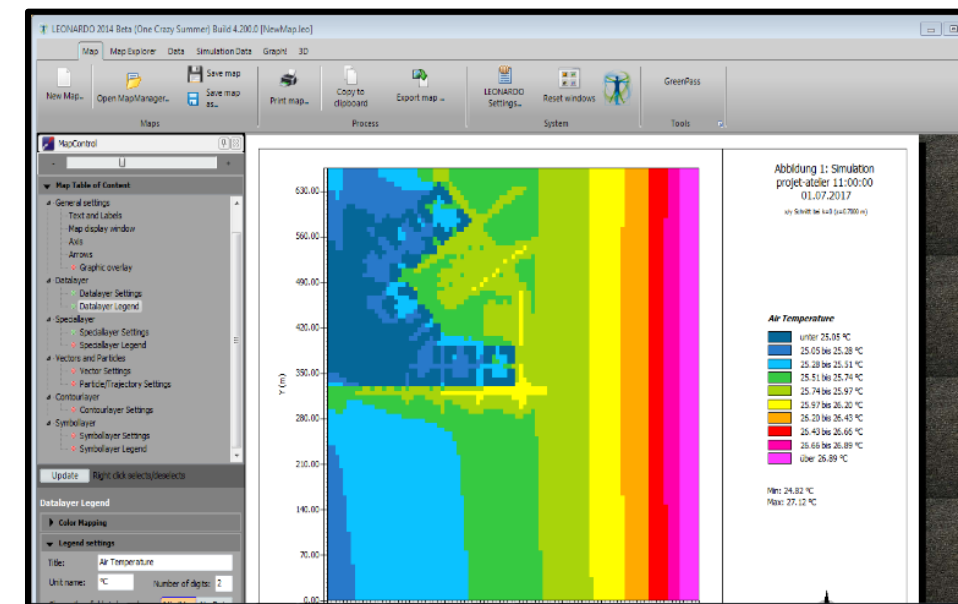 LEONARDO 2014 Beta (One Crazy Summer) Build 4.200.0 [NewMap.leo]
Map Map Explorer Data Simulation Data Graph! 3D
New Map...
Open MapManager...
Save map
Save map as...
Print map...
Copy to clipboard
Export map ...
LEONARDO Settings...
Reset windows
GreenPass
Maps Process System Tools
MapControl
- +
Map Table of Content
General settings
Text and Labels
Map display window
Axis
Arrows
Graphic overlay
Datalayer
Datalayer Settings
Datalayer Legend
Speciallayer
Speciallayer Settings
Speciallayer Legend
Vectors and Particles
Vector Settings
Particle/Trajectory Settings
Contourlayer
Contourlayer Settings
Symbollayer
Symbollayer Settings
Symbollayer Legend
Update Right click selects/deselects
Datalayer Legend
Color Mapping
Legend settings
Title: Air Temperature
Unit name: °C Number of digits: 2
630.00
560.00
490.00
420.00
350.00
280.00
210.00
140.00
70.00
0.00
Y (m)
Abbildung 1: Simulation
projet-atelier 11:00:00
01.07.2017
x/y Schnitt bei
Air Temperature
unter 25.05 °C
25.05 bis 25.28 °C
25.28 bis 25.51 °C
25.51 bis 25.74 °C
25.74 bis 25.97 °C
25.97 bis 26.20 °C
26.20 bis 26.43 °C
26.43 bis 26.66 °C
26.66 bis 26.89 °C
über 26.89 °C
Min: 24.82 °C
Max: 27.12 °C